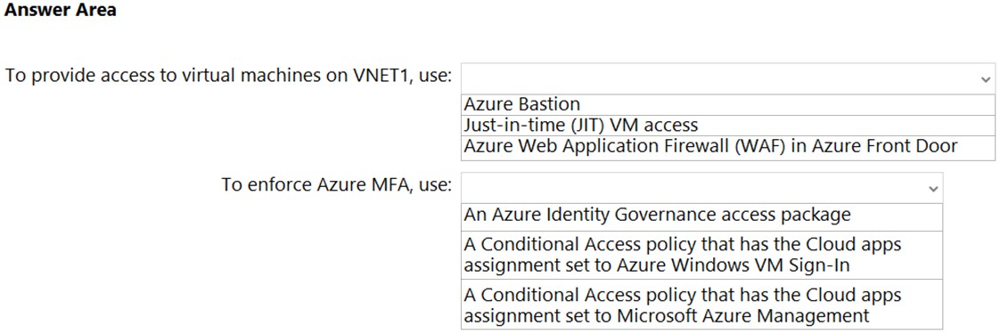 Answer Area
To provide access to virtual machines on VNET1, use:
Azure Bastion
Just-in-time (JIT) VM access
Azure Web Application Firewall (WAF) in Azure Front Door
To enforce Azure MFA, use:
An Azure Identity Governance access package
A Conditional Access policy that has the Cloud apps
assignment set to Azure Windows VM Sign-In
A Conditional Access policy that has the Cloud apps
assignment set to Microsoft Azure Management